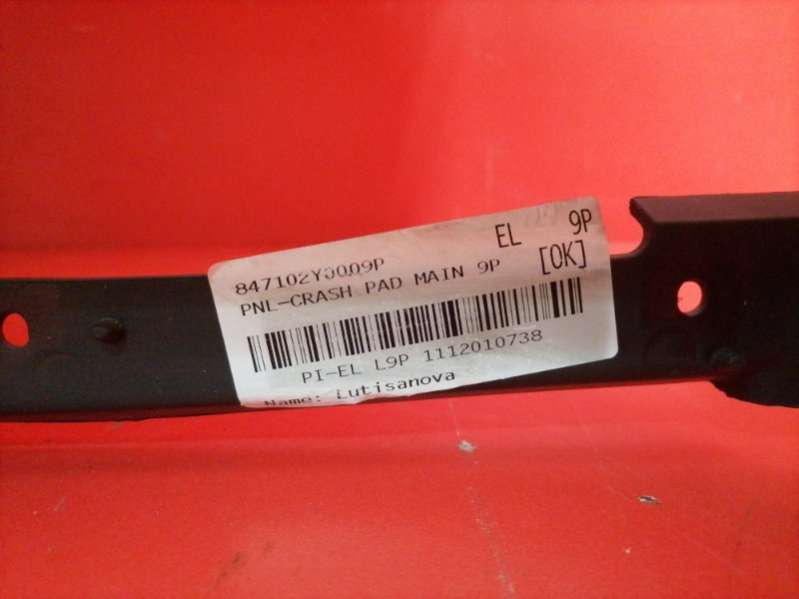 EL 9P
847102Y0009P
PNL-CRASH PAD MAIN 9P [OK]
PI-EL L9P 1112010738
Name: Lutisanova